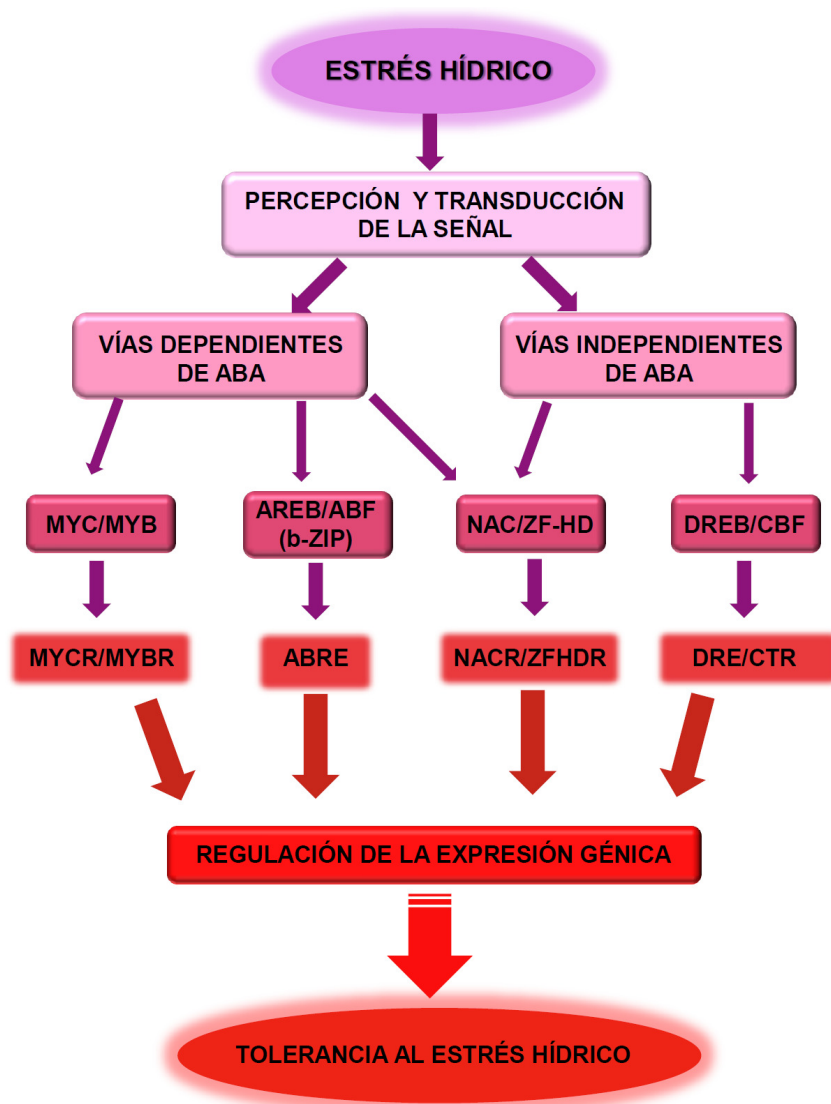 ESTRÉS HÍDRICO
PERCEPCIÓN Y TRANSDUCCIÓN
DE LA SEÑAL
VÍAS DEPENDIENTES
DE ABA
VÍAS INDEPENDIENTES
DE ABA
MYC/MYB
AREB/ABF
(b-ZIP)
NAC/ZF-HD
DREB/CBF
MYCR/MYBR
ABRE
NACR/ZFHDR
DRE/CTR
REGULACIÓN DE LA EXPRESIÓN GÉNICA
TOLERANCIA AL ESTRÉS HÍDRICO